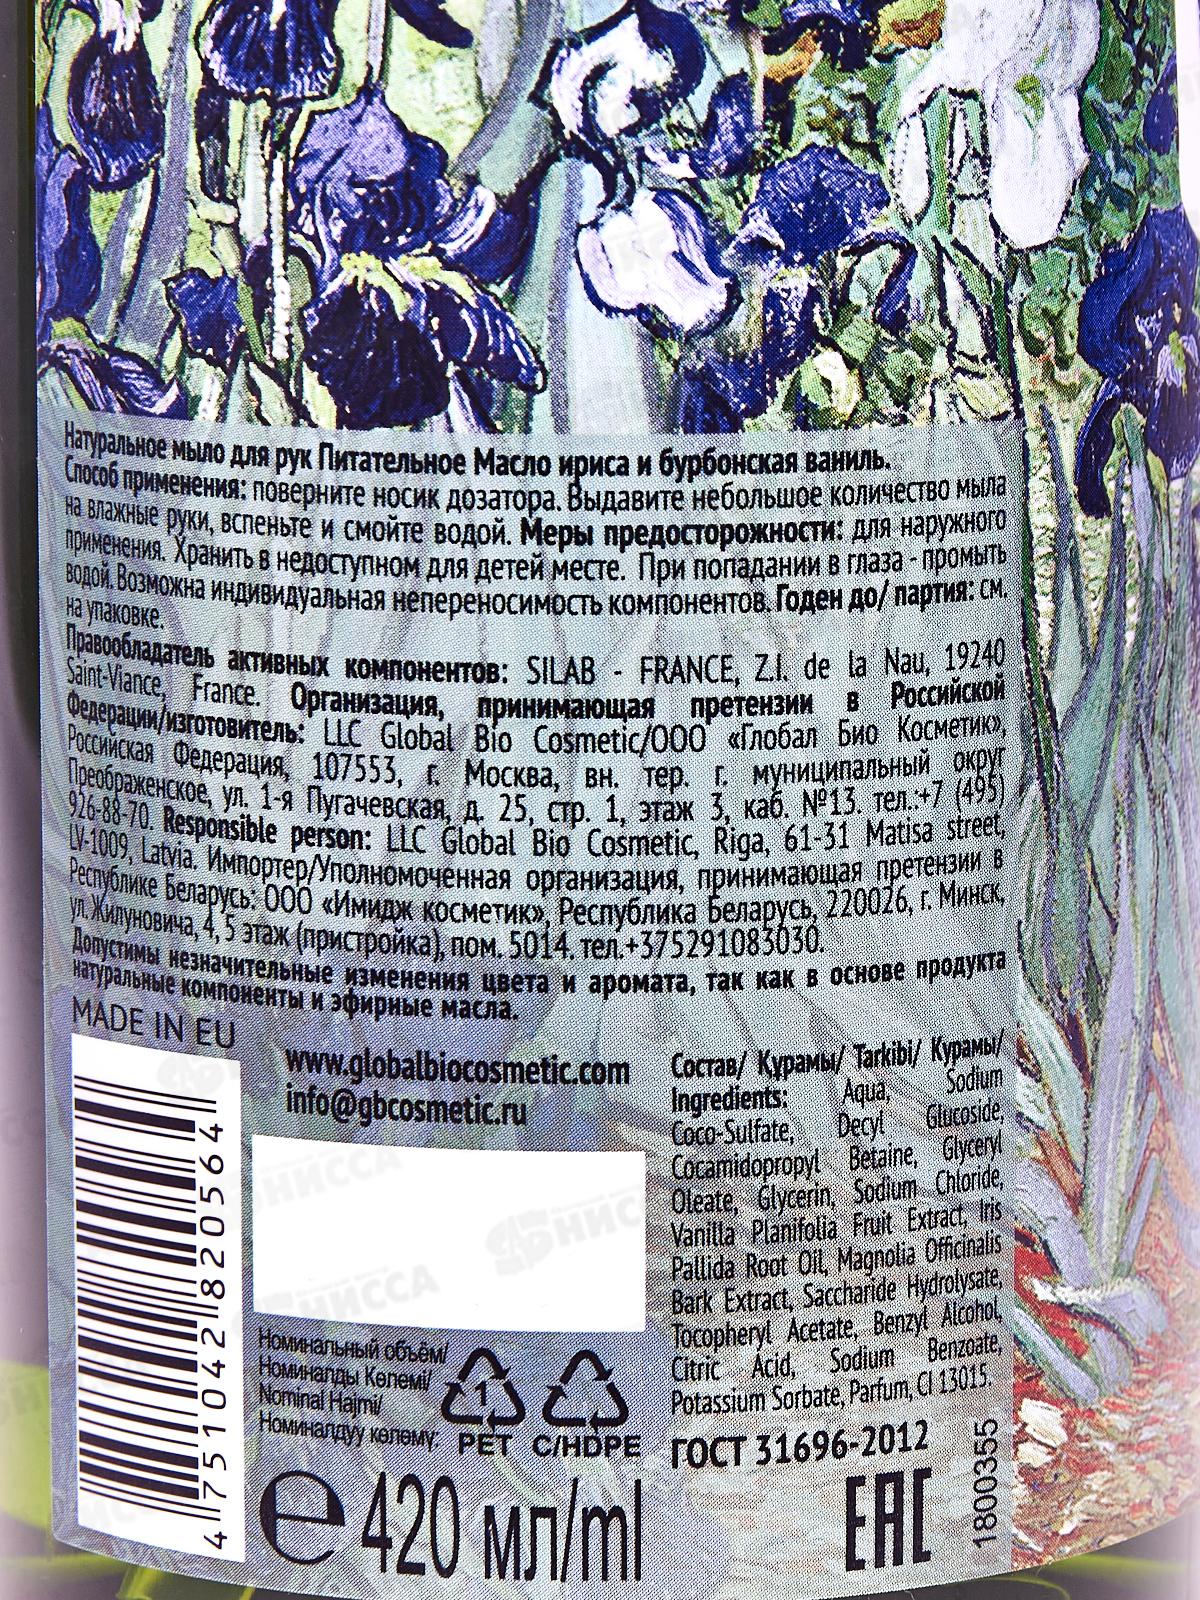 Натуральное мыло для рук Питательное Масло ириса и бурбонская ваниль.
Способ применения: поверните носик дозатора. Выдавите небольшое количество мыла
на влажные руки, вспеньте и смойте водой. Меры предосторожности: для наружного
применения. Хранить в недоступном для детей месте. При попадании в глаза - промыть
водой. Возможна индивидуальная непереносимость компонентов. Годен до/ партия: см.
на упаковке.
Правообладатель активных компонентов: SILAB - FRANCE, Z.I. de la Nau, 19240
Saint-Viance, France. Организация, принимающая претензии в Российской
Федерации/изготовитель: LLC Global Bio Cosmetic/ООО «Глобал Био Косметик»,
Российская Федерация, 107553, г. Москва, вн. тер. г. муниципальный округ
Преображенское, ул. 1-я Пугачевская, д. 25, стр. 1, этаж 3, каб. №13. тел.:+7 (495)
926-88-70. Responsible person: LLC Global Bio Cosmetic, Riga, 61-31 Matisa street,
LV-1009, Latvia. Импортер/Уполномоченная организация, принимающая претензии в
Республике Беларусь: ООО «Имидж косметик», Республика Беларусь, 220026, г. Минск,
ул. Жилуновича, 4, 5 этаж (пристройка), пом. 5014. тел.+375291083030.
Допустимы незначительные изменения цвета и аромата, так как в основе продукта
натуральные компоненты и эфирные масла.
MADE IN EU
www.globalbiocosmetic.com
info@gbcosmetic.ru
4751042820564
Номинальный объём/
Номиналды Көлемі/
Nominal Hajmi/
Номиналдуу көлөмү:
1
PET C/HDPE
℮ 420 мл/ml
Состав/ Құрамы/ Tarkibi/ Курамы/
Ingredients: Aqua, Sodium
Coco-Sulfate, Decyl Glucoside,
Cocamidopropyl Betaine, Glyceryl
Oleate, Glycerin, Sodium Chloride,
Vanilla Planifolia Fruit Extract, Iris
Pallida Root Oil, Magnolia Officinalis
Bark Extract, Saccharide Hydrolysate,
Tocopheryl Acetate, Benzyl Alcohol,
Citric Acid, Sodium Benzoate,
Potassium Sorbate, Parfum, CI 13015.
ГОСТ 31696-2012
EAC
1800355